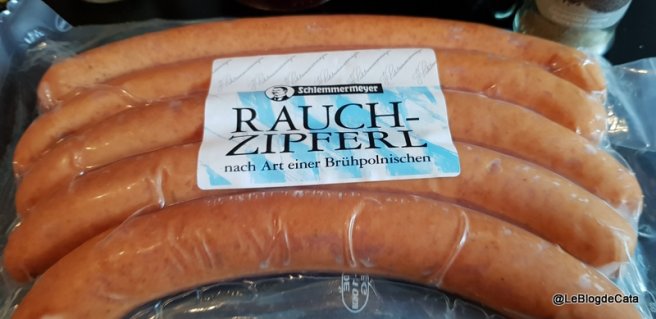 Schlemmermeyer
RAUCH-
ZIPFERL
nach Art einer Brühpolnischen
@LeBlogdeCata